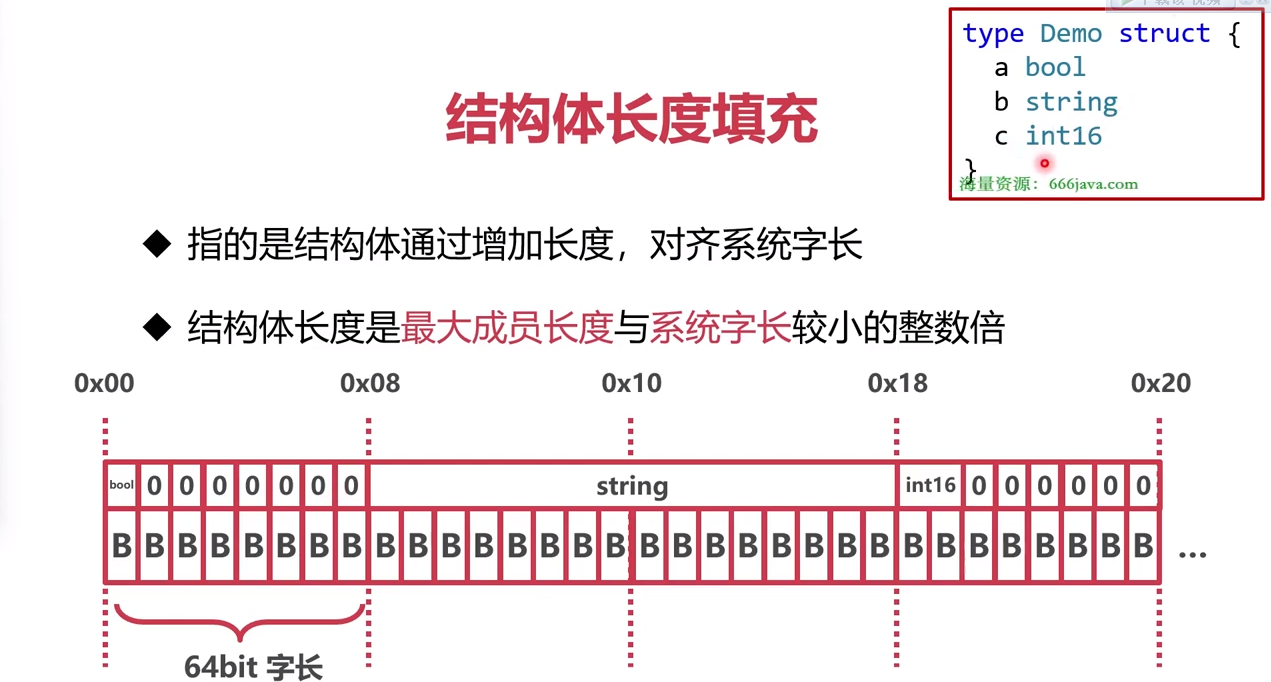 type Demo struct {
a bool
b string
c int16
}
海量资源：666java.com
结构体长度填充
◆ 指的是结构体通过增加长度，对齐系统字长
◆ 结构体长度是最大成员长度与系统字长较小的整数倍
0x00 0x08 0x10 0x18 0x20
bool 0 0 0 0 0 0 0 string int16 0 0 0 0 0 0
B B B B B B B B B B B B B B B B B B B B B B B B B B B B B B B B ...
64bit 字长